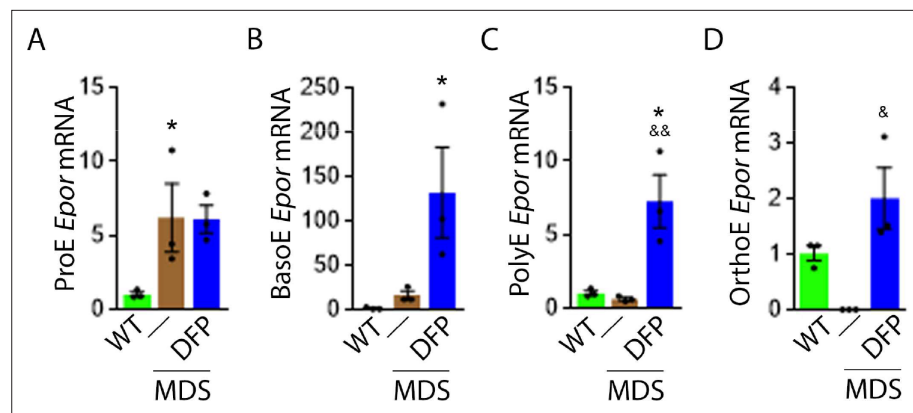 A
ProE Epor mRNA
15
10
5
0
*
WT
—
DFP
MDS
B
BasoE Epor mRNA
250
200
150
100
50
0
*
WT
—
DFP
MDS
C
PolyE Epor mRNA
15
10
5
0
*
&&
WT
—
DFP
MDS
D
OrthoE Epor mRNA
4
3
2
1
0
&
WT
—
DFP
MDS